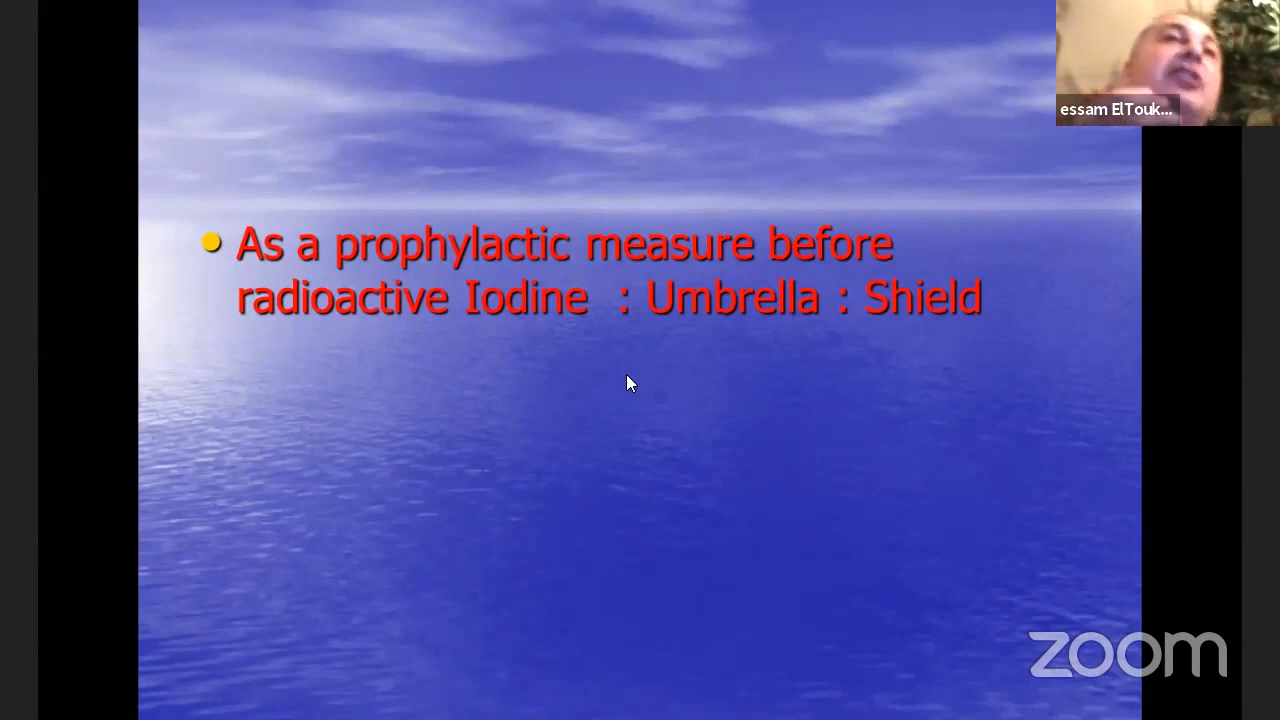 essam ElTouk...
• As a prophylactic measure before
radioactive Iodine : Umbrella : Shield
zoom